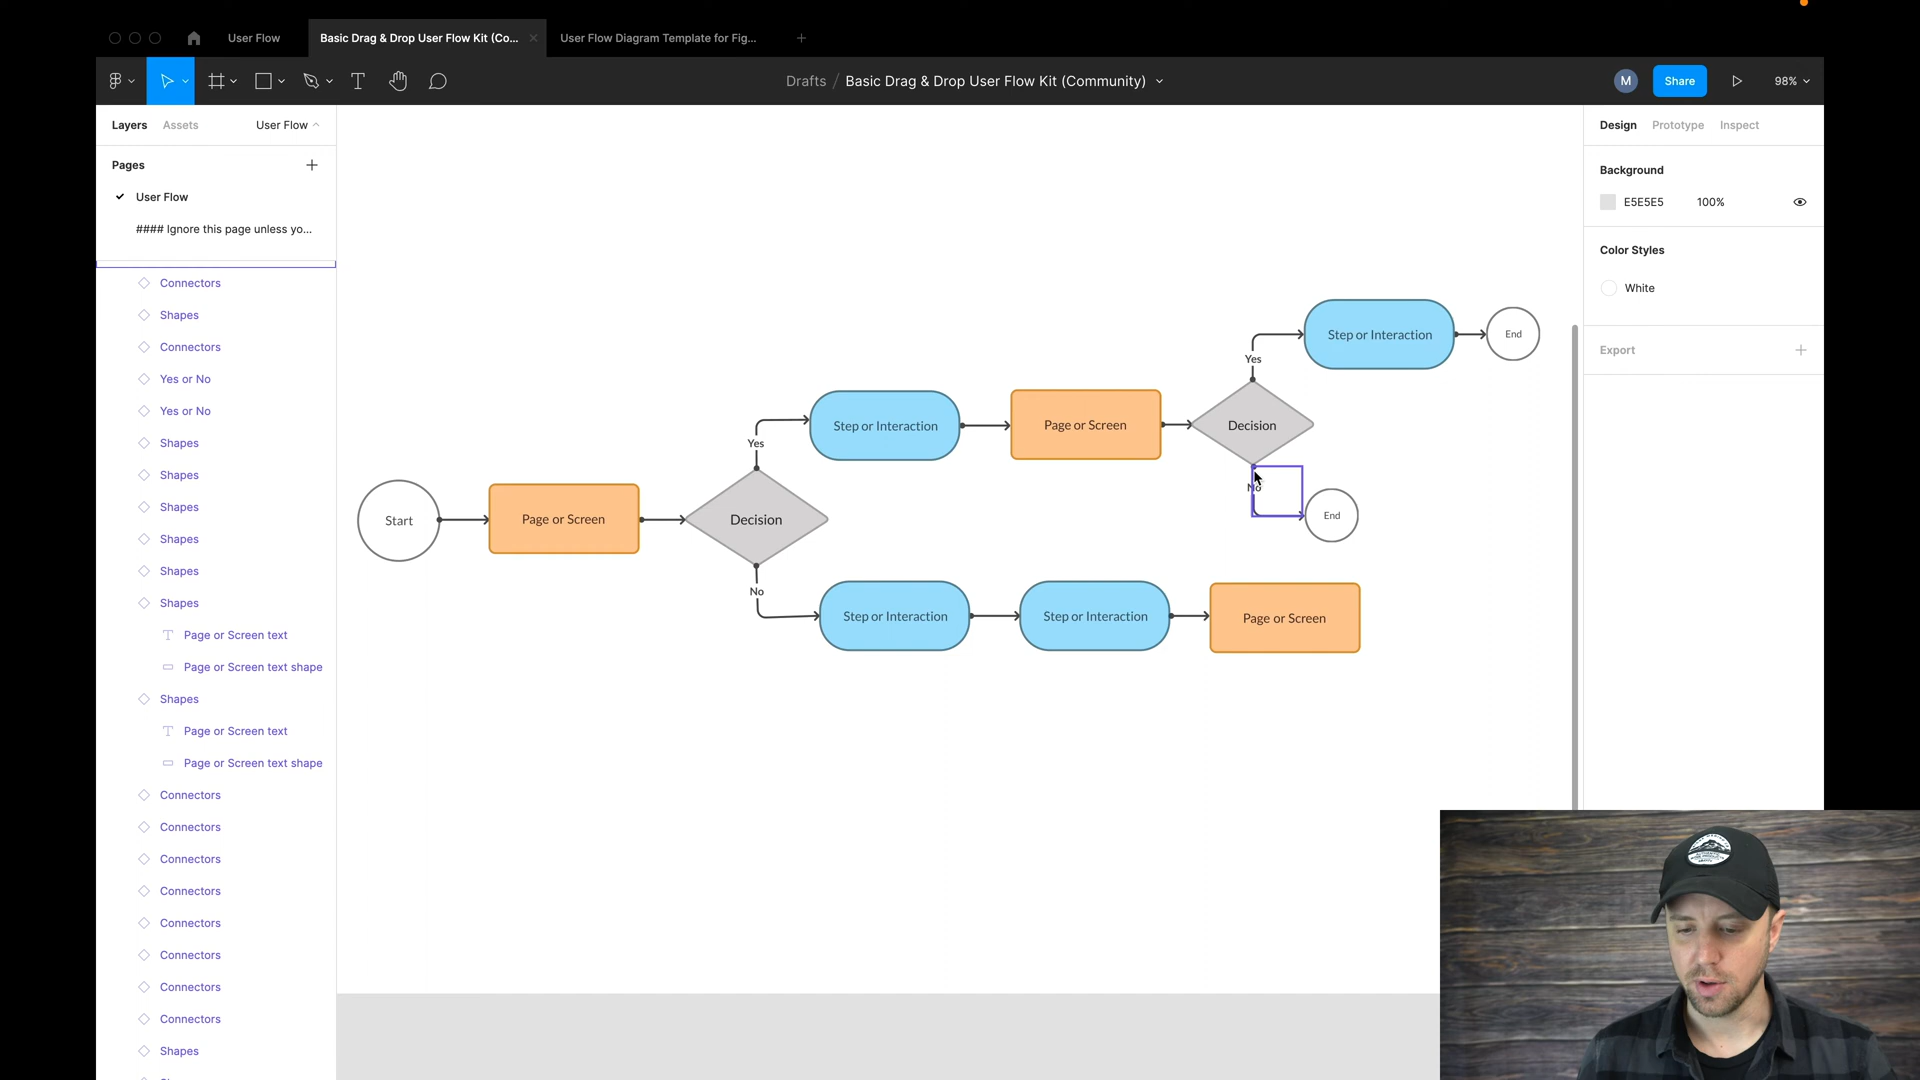 User Flow
Basic Drag & Drop User Flow Kit (Co...
User Flow Diagram Template for Fig...
Drafts / Basic Drag & Drop User Flow Kit (Community)
M
Share
98%
Layers
Assets
User Flow
Pages
User Flow
#### Ignore this page unless yo...
Connectors
Shapes
Connectors
Yes or No
Yes or No
Shapes
Shapes
Shapes
Shapes
Shapes
Shapes
Page or Screen text
Page or Screen text shape
Shapes
Page or Screen text
Page or Screen text shape
Connectors
Connectors
Connectors
Connectors
Connectors
Connectors
Connectors
Connectors
Shapes
Start
Page or Screen
Decision
Yes
Step or Interaction
Page or Screen
Decision
Yes
Step or Interaction
End
No
End
No
Step or Interaction
Step or Interaction
Page or Screen
Design
Prototype
Inspect
Background
E5E5E5
100%
Color Styles
White
Export